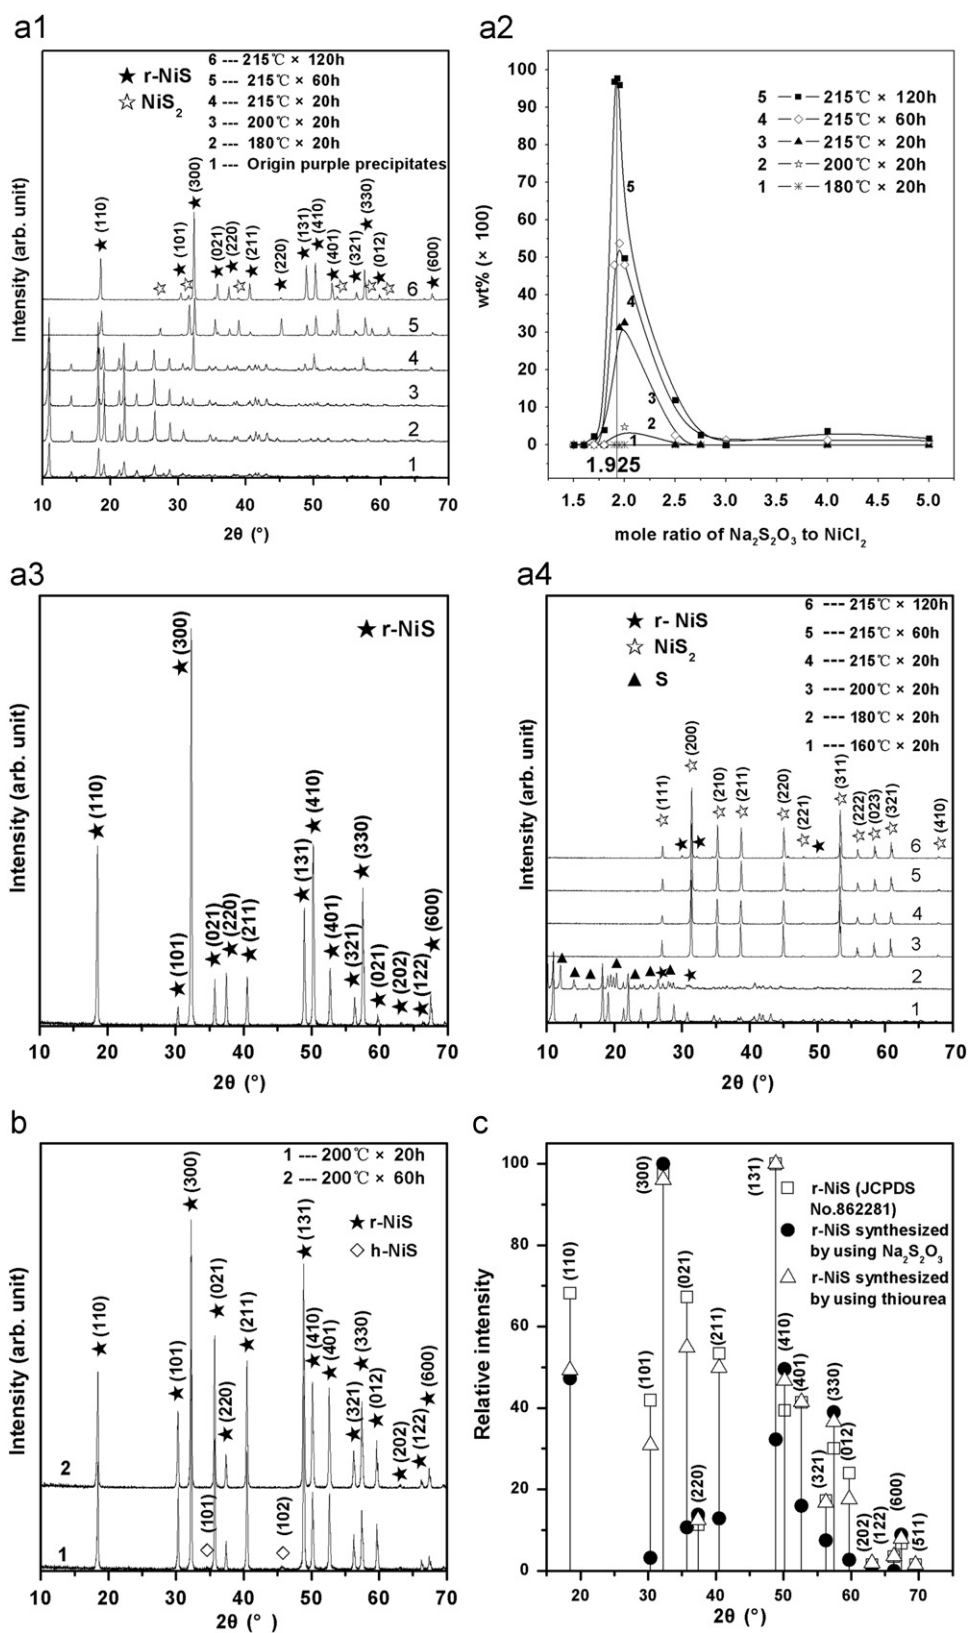 a1
★ r-NiS
☆ NiS2
6 --- 215℃ × 120h
5 --- 215℃ × 60h
4 --- 215℃ × 20h
3 --- 200℃ × 20h
2 --- 180℃ × 20h
1 --- Origin purple precipitates
Intensity (arb. unit)
(110)
(101)
(300)
(021)
(220)
(211)
(220)
(131)
(410)
(401)
(321)
(330)
(012)
(600)
6
5
4
3
2
1
10 20 30 40 50 60 70
2θ (°)
a2
wt% (× 100)
100
90
80
70
60
50
40
30
20
10
0
5 —■— 215℃ × 120h
4 —◇— 215℃ × 60h
3 —▲— 215℃ × 20h
2 —☆— 200℃ × 20h
1 —✳— 180℃ × 20h
5
4
3
2
1
1.925
1.5 2.0 2.5 3.0 3.5 4.0 4.5 5.0
mole ratio of Na2S2O3 to NiCl2
a3
★ r-NiS
Intensity (arb. unit)
(110)
(101)
(300)
(021)
(220)
(211)
(131)
(410)
(401)
(321)
(330)
(021)
(202)
(122)
(600)
10 20 30 40 50 60 70
2θ (°)
a4
★ r- NiS
☆ NiS2
▲ S
6 --- 215℃ × 120h
5 --- 215℃ × 60h
4 --- 215℃ × 20h
3 --- 200℃ × 20h
2 --- 180℃ × 20h
1 --- 160℃ × 20h
Intensity (arb. unit)
(111)
(200)
(210)
(211)
(220)
(221)
(311)
(222)
(023)
(321)
(410)
6
5
4
3
2
1
10 20 30 40 50 60 70
2θ (°)
b
1 --- 200℃ × 20h
2 --- 200℃ × 60h
★ r-NiS
◇ h-NiS
Intensity (arb. unit)
(110)
(101)
(300)
(021)
(220)
(211)
(131)
(410)
(401)
(321)
(330)
(012)
(202)
(122)
(600)
2
(101)
(102)
1
10 20 30 40 50 60 70
2θ (°)
c
Relative intensity
100
80
60
40
20
0
□ r-NiS (JCPDS
No.862281)
● r-NiS synthesized
by using Na2S2O3
△ r-NiS synthesized
by using thiourea
(110)
(101)
(300)
(021)
(220)
(211)
(131)
(410)
(401)
(321)
(330)
(012)
(202)
(122)
(600)
(511)
20 30 40 50 60 70
2θ (°)